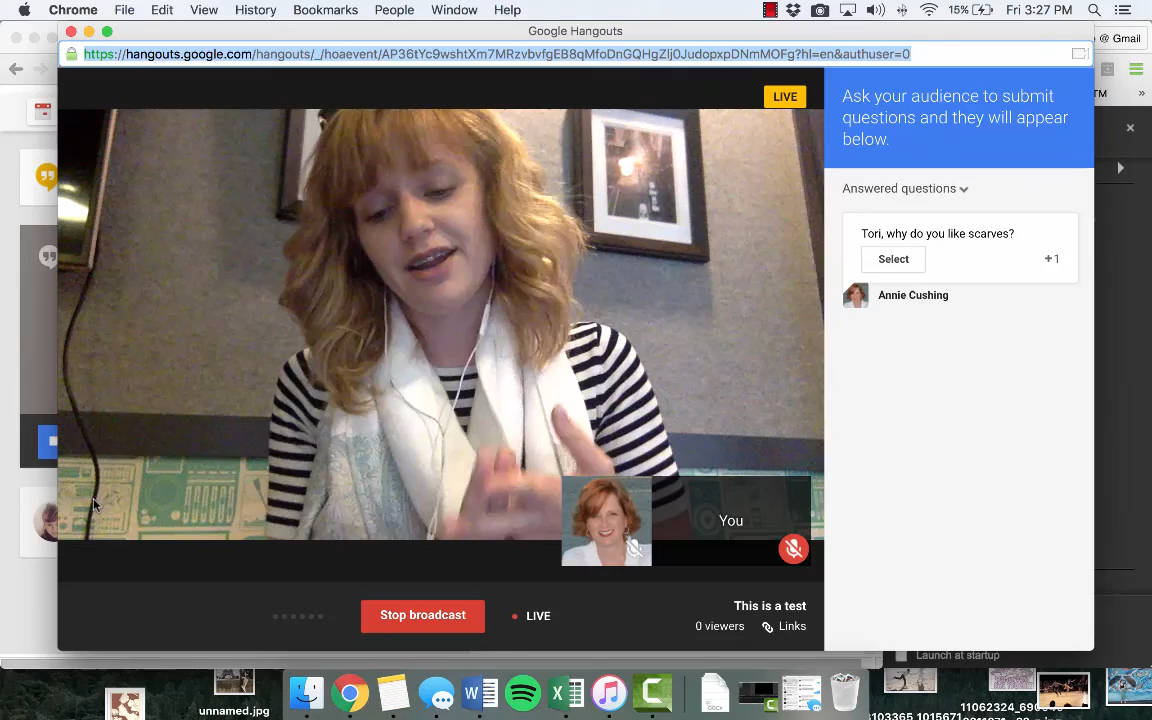 Chrome File Edit View History Bookmarks People Window Help
15% Fri 3:27 PM
Google Hangouts
@ Gmail
https://hangouts.google.com/hangouts/_/hoaevent/AP36tYc9wshtXm7MRzvbvfgEB8qMfoDnGQHgZlj0JudopxpDNmMOFg?hl=en&authuser=0
TM »
LIVE
Ask your audience to submit
questions and they will appear
below.
Answered questions
Tori, why do you like scarves?
Select
+1
Annie Cushing
You
Stop broadcast
LIVE
This is a test
0 viewers
Links
Launch at startup
W
X
DOCX
unnamed.jpg